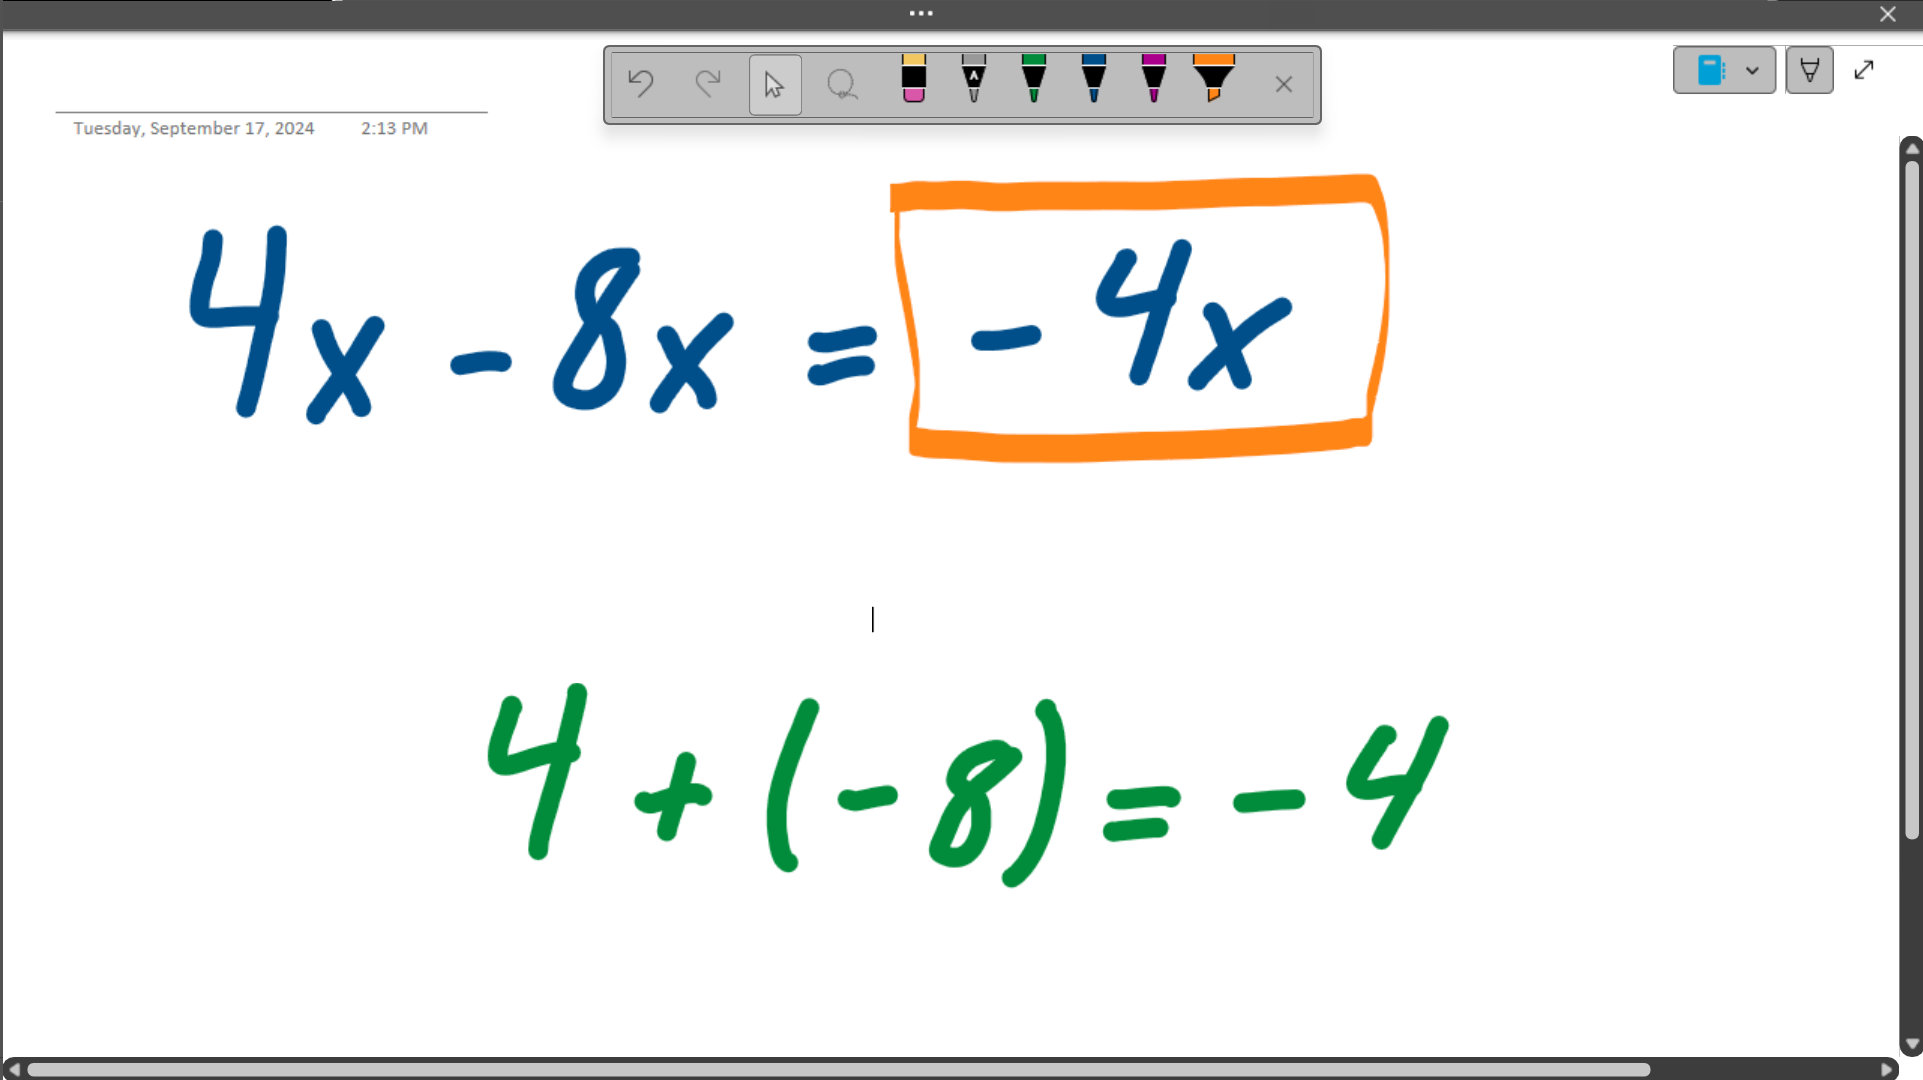 Tuesday, September 17, 2024 2:13 PM
4x - 8x = - 4x
4 + (- 8) = - 4